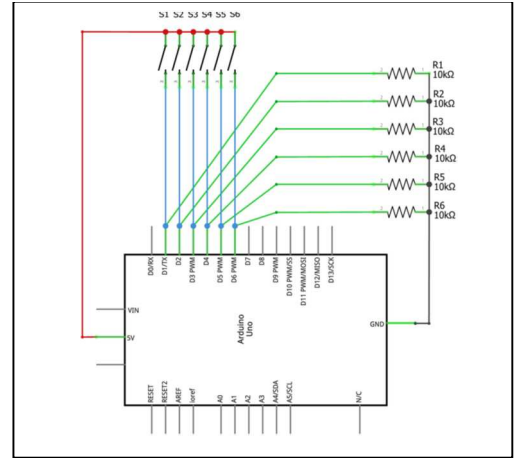 S1 S2 S3 S4 S5 S6
R1
10kΩ
R2
10kΩ
R3
10kΩ
R4
10kΩ
R5
10kΩ
R6
10kΩ
D0/RX
D1/TX
D2
D3 PWM
D4
D5 PWM
D6 PWM
D7
D8
D9 PWM
D10 PWM/SS
D11 PWM/MOSI
D12/MISO
D13/SCK
VIN
5V
Arduino
Uno
GND
RESET
RESET2
AREF
ioref
A0
A1
A2
A3
A4/SDA
A5/SCL
N/C